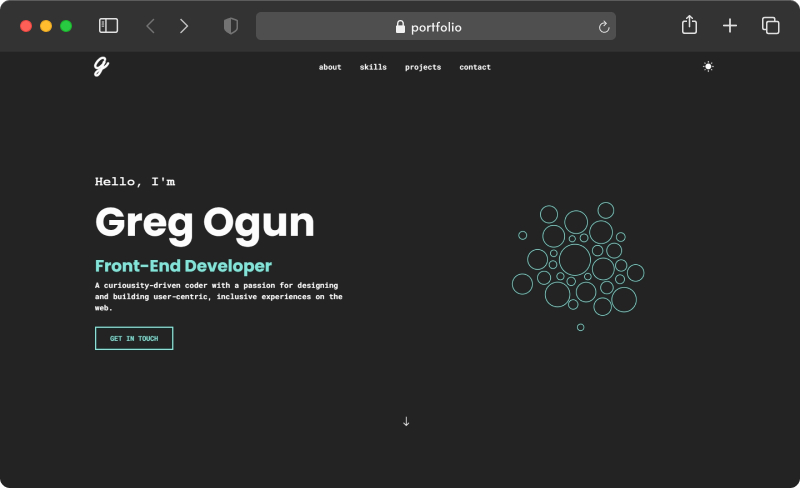 portfolio
g
about skills projects contact
Hello, I'm
Greg Ogun
Front-End Developer
A curiousity-driven coder with a passion for designing
and building user-centric, inclusive experiences on the
web.
GET IN TOUCH